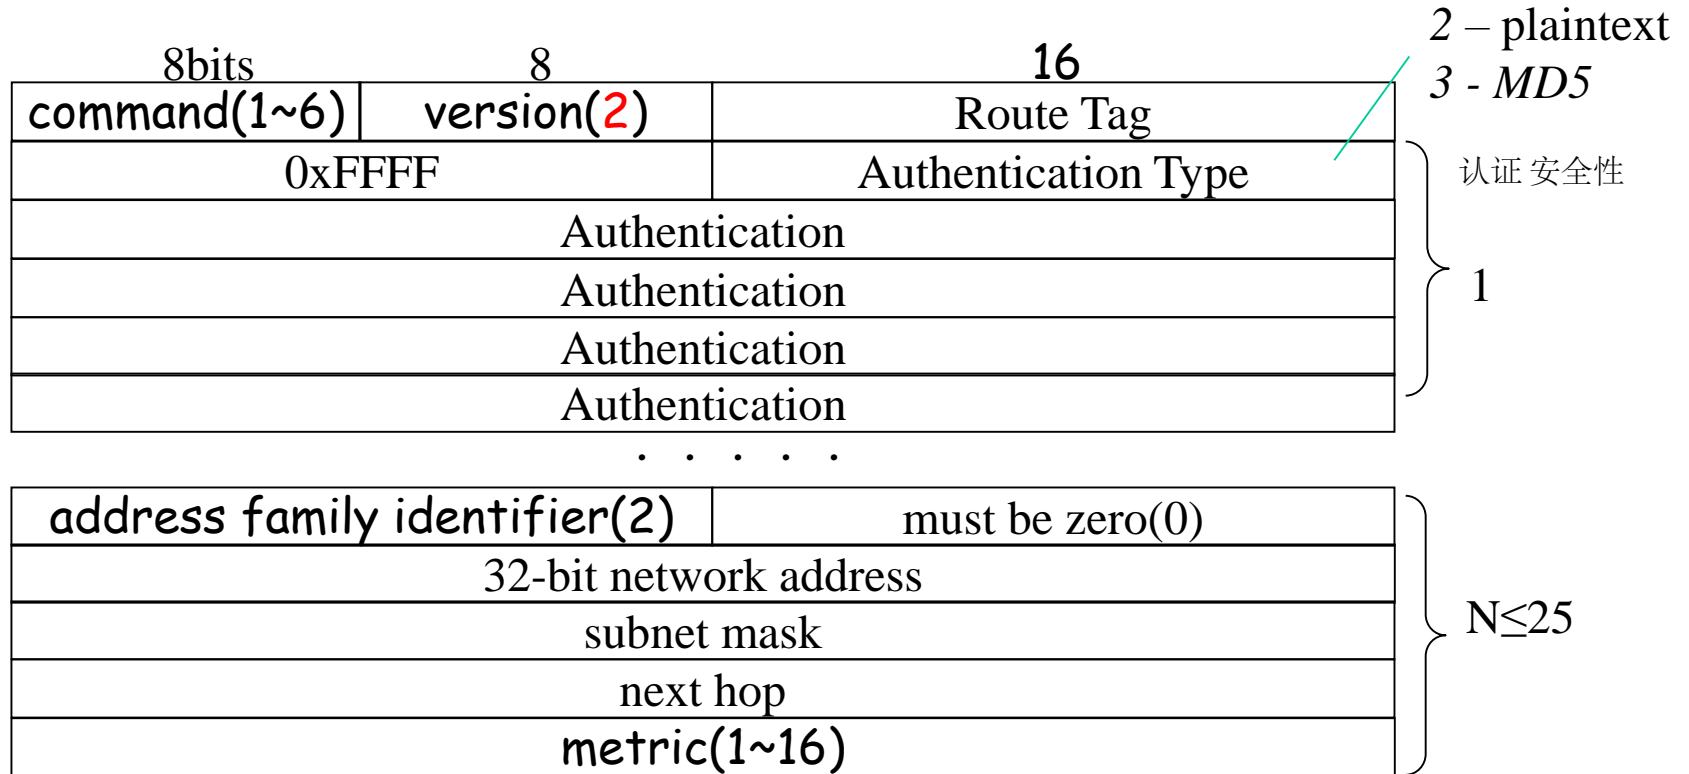 2 – plaintext
3 - MD5
8bits 8 16
command(1~6) version(2) Route Tag
0xFFFF Authentication Type
认证 安全性
Authentication
Authentication
1
Authentication
Authentication
. . . . .
address family identifier(2) must be zero(0)
32-bit network address
subnet mask
N≤25
next hop
metric(1~16)